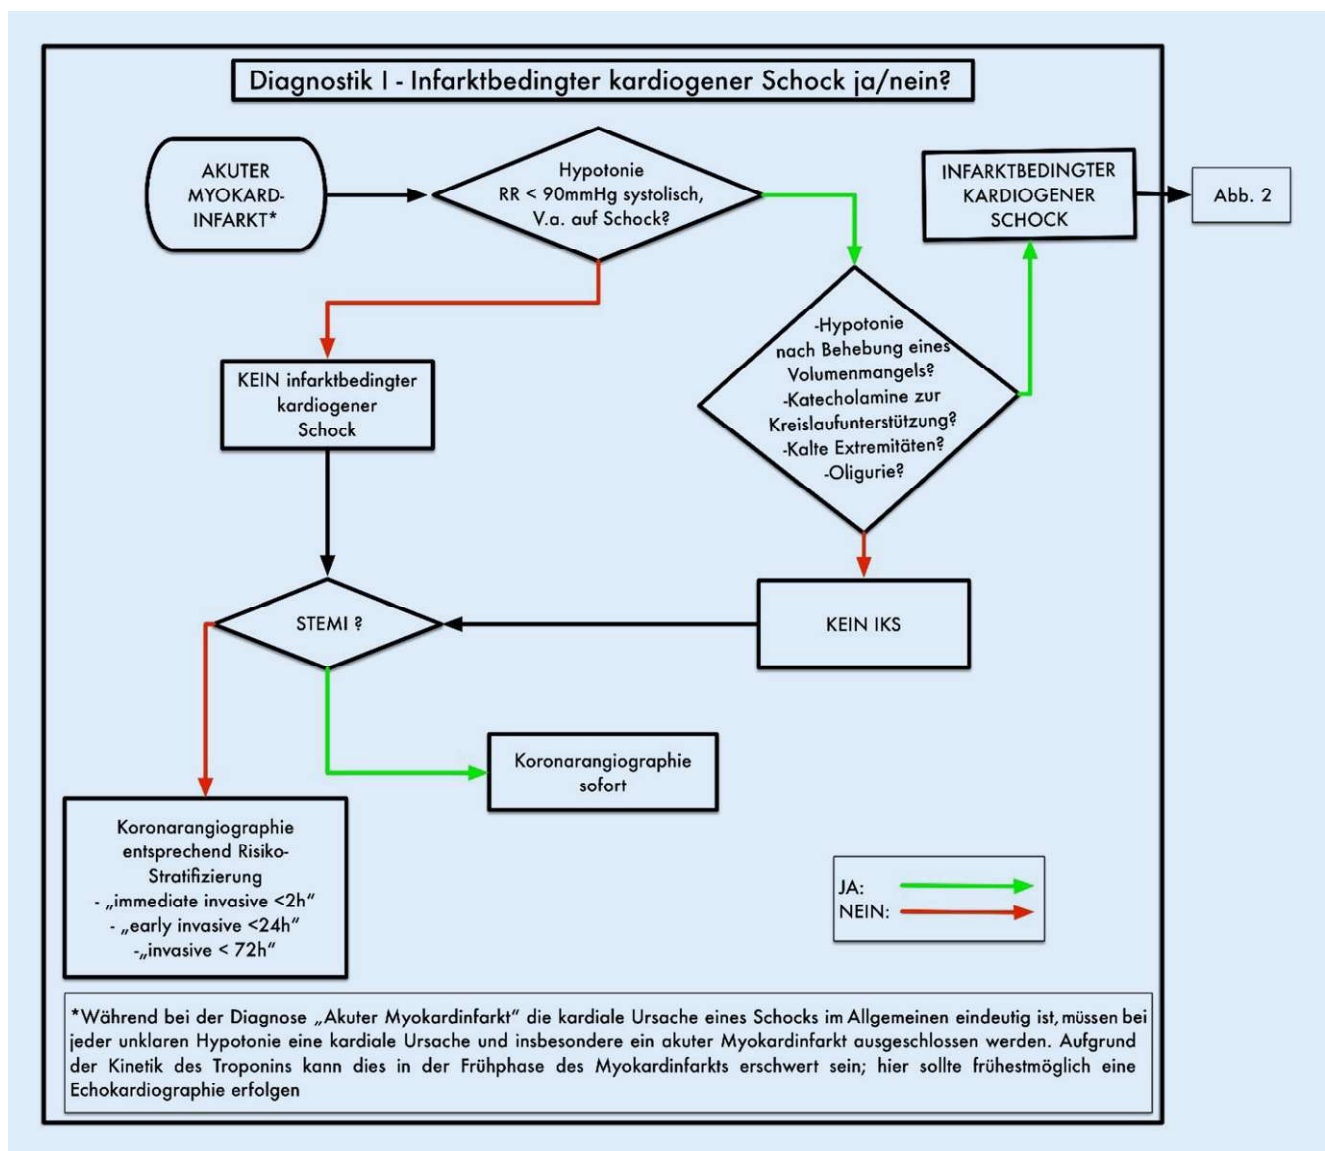 Diagnostik I - Infarktbedingter kardiogener Schock ja/nein?
AKUTER
MYOKARD-
INFARKT*
Hypotonie
RR < 90mmHg systolisch,
V.a. auf Schock?
INFARKTBEDINGTER
KARDIOGENER
SCHOCK
Abb. 2
-Hypotonie
nach Behebung eines
Volumenmangels?
-Katecholamine zur
Kreislaufunterstützung?
-Kalte Extremitäten?
-Oligurie?
KEIN infarktbedingter
kardiogener
Schock
STEMI ?
KEIN IKS
Koronarangiographie
sofort
Koronarangiographie
entsprechend Risiko-
Stratifizierung
- „immediate invasive <2h“
- „early invasive <24h“
-„invasive < 72h“
JA:
NEIN:
*Während bei der Diagnose „Akuter Myokardinfarkt“ die kardiale Ursache eines Schocks im Allgemeinen eindeutig ist, müssen bei
jeder unklaren Hypotonie eine kardiale Ursache und insbesondere ein akuter Myokardinfarkt ausgeschlossen werden. Aufgrund
der Kinetik des Troponins kann dies in der Frühphase des Myokardinfarkts erschwert sein; hier sollte frühestmöglich eine
Echokardiographie erfolgen